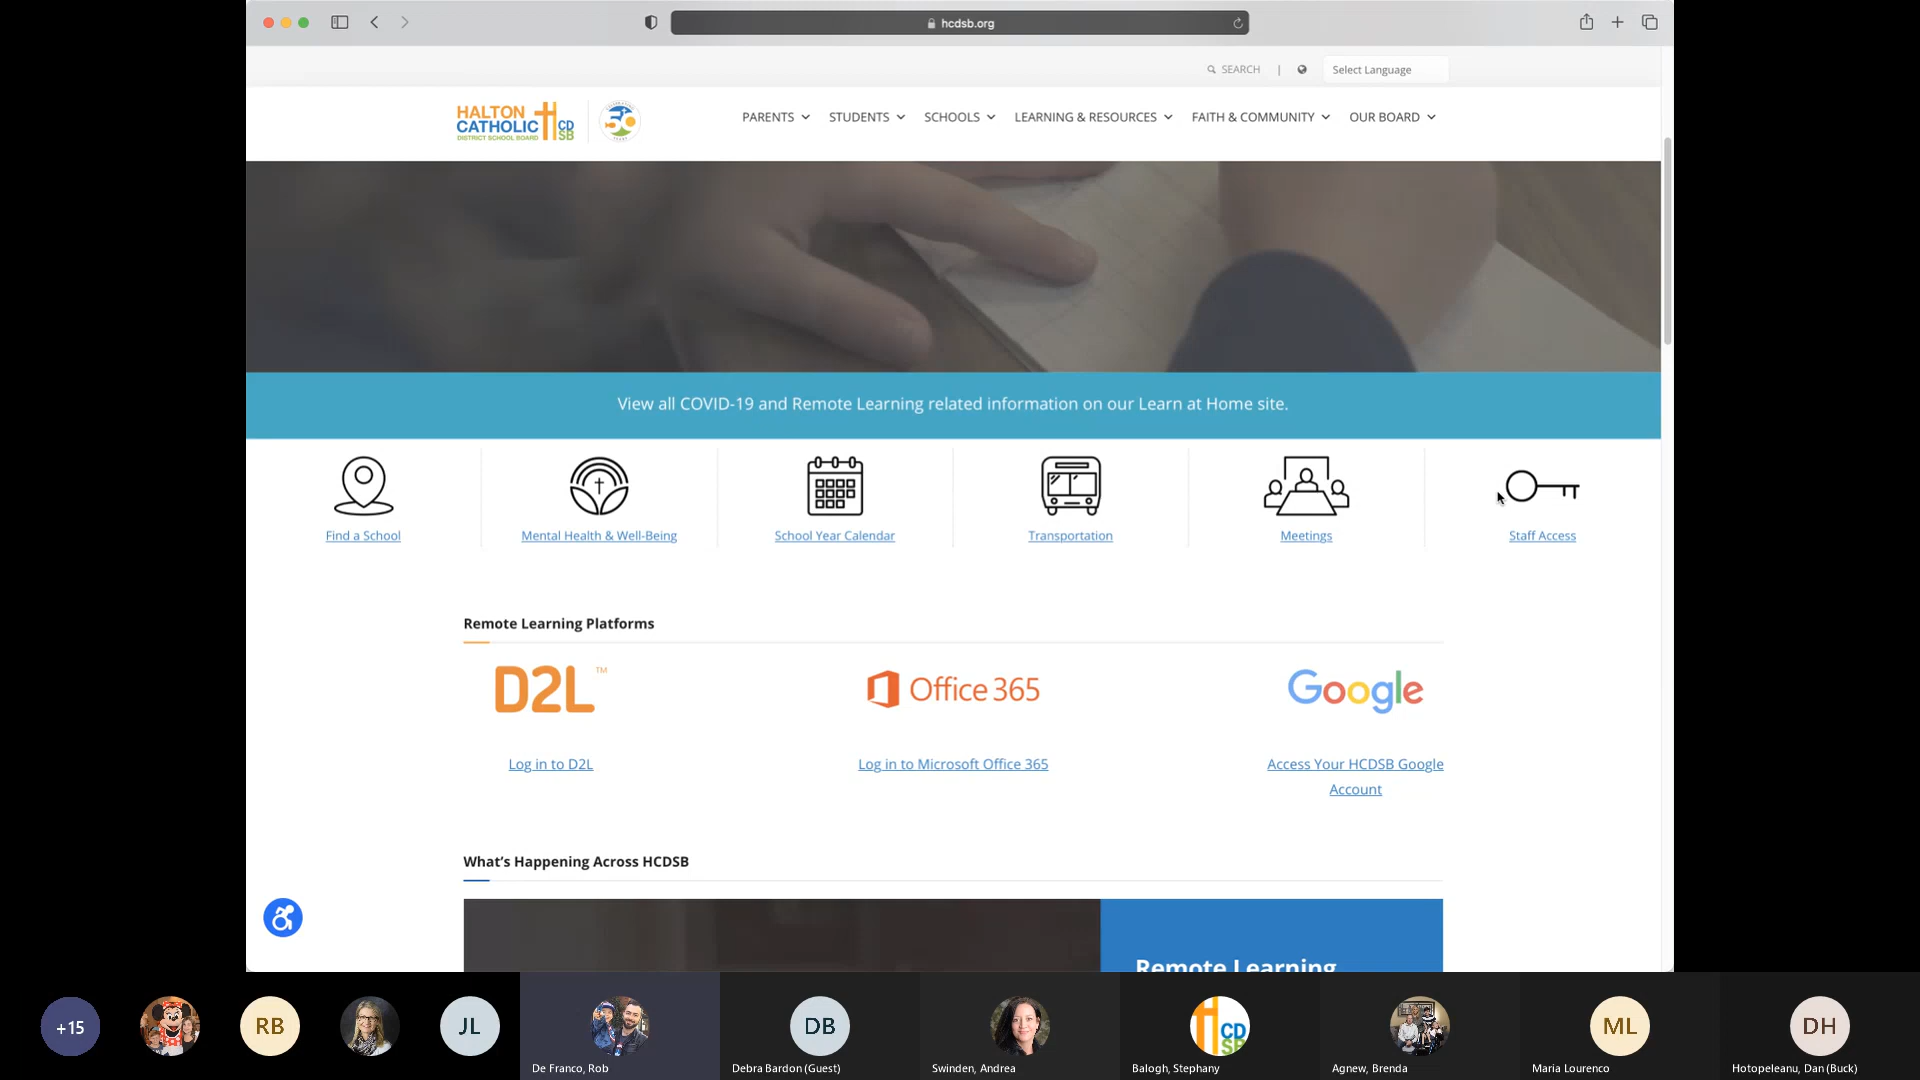 hcdsb.org
SEARCH | Select Language
HALTON
CATHOLIC
DISTRICT SCHOOL BOARD
CD
SB
PARENTS STUDENTS SCHOOLS LEARNING & RESOURCES FAITH & COMMUNITY OUR BOARD
View all COVID-19 and Remote Learning related information on our Learn at Home site.
Find a School
Mental Health & Well-Being
School Year Calendar
Transportation
Meetings
Staff Access
Remote Learning Platforms
D2L TM
Office 365
Google
Log in to D2L
Log in to Microsoft Office 365
Access Your HCDSB Google
Account
What's Happening Across HCDSB
Remote Learning
+15
RB
JL
DB
CD
SB
ML
DH
De Franco, Rob
Debra Bardon (Guest)
Swinden, Andrea
Balogh, Stephany
Agnew, Brenda
Maria Lourenco
Hotopeleanu, Dan (Buck)